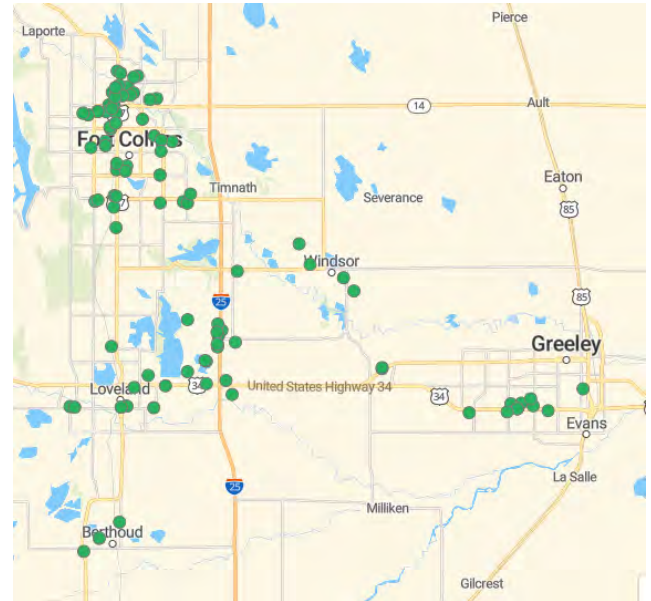 Pierce
Laporte
14
Ault
Fort Collins
Eaton
Timnath
Severance
85
Windsor
25
85
Greeley
34
United States Highway 34
34
Loveland
Evans
La Salle
25
Milliken
Berthoud
Gilcrest